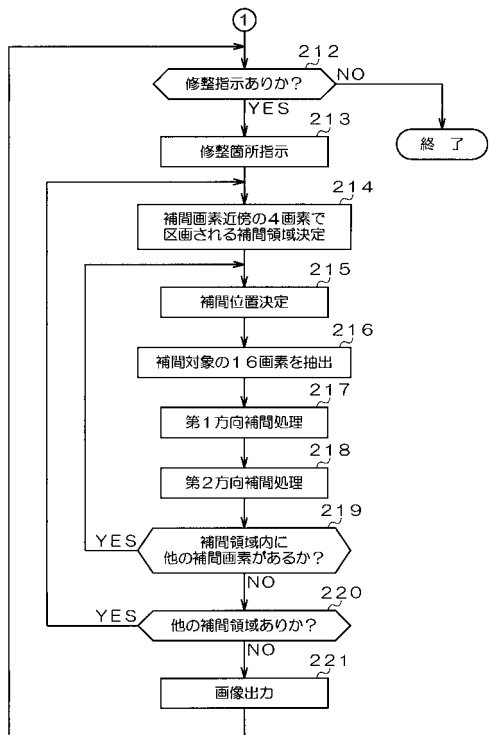 1
212
修整指示ありか？
NO
YES
終 了
213
修整箇所指示
214
補間画素近傍の４画素で
区画される補間領域決定
215
補間位置決定
216
補間対象の１６画素を抽出
217
第１方向補間処理
218
第２方向補間処理
219
YES
補間領域内に
他の補間画素があるか？
NO
220
YES
他の補間領域ありか？
NO
221
画像出力